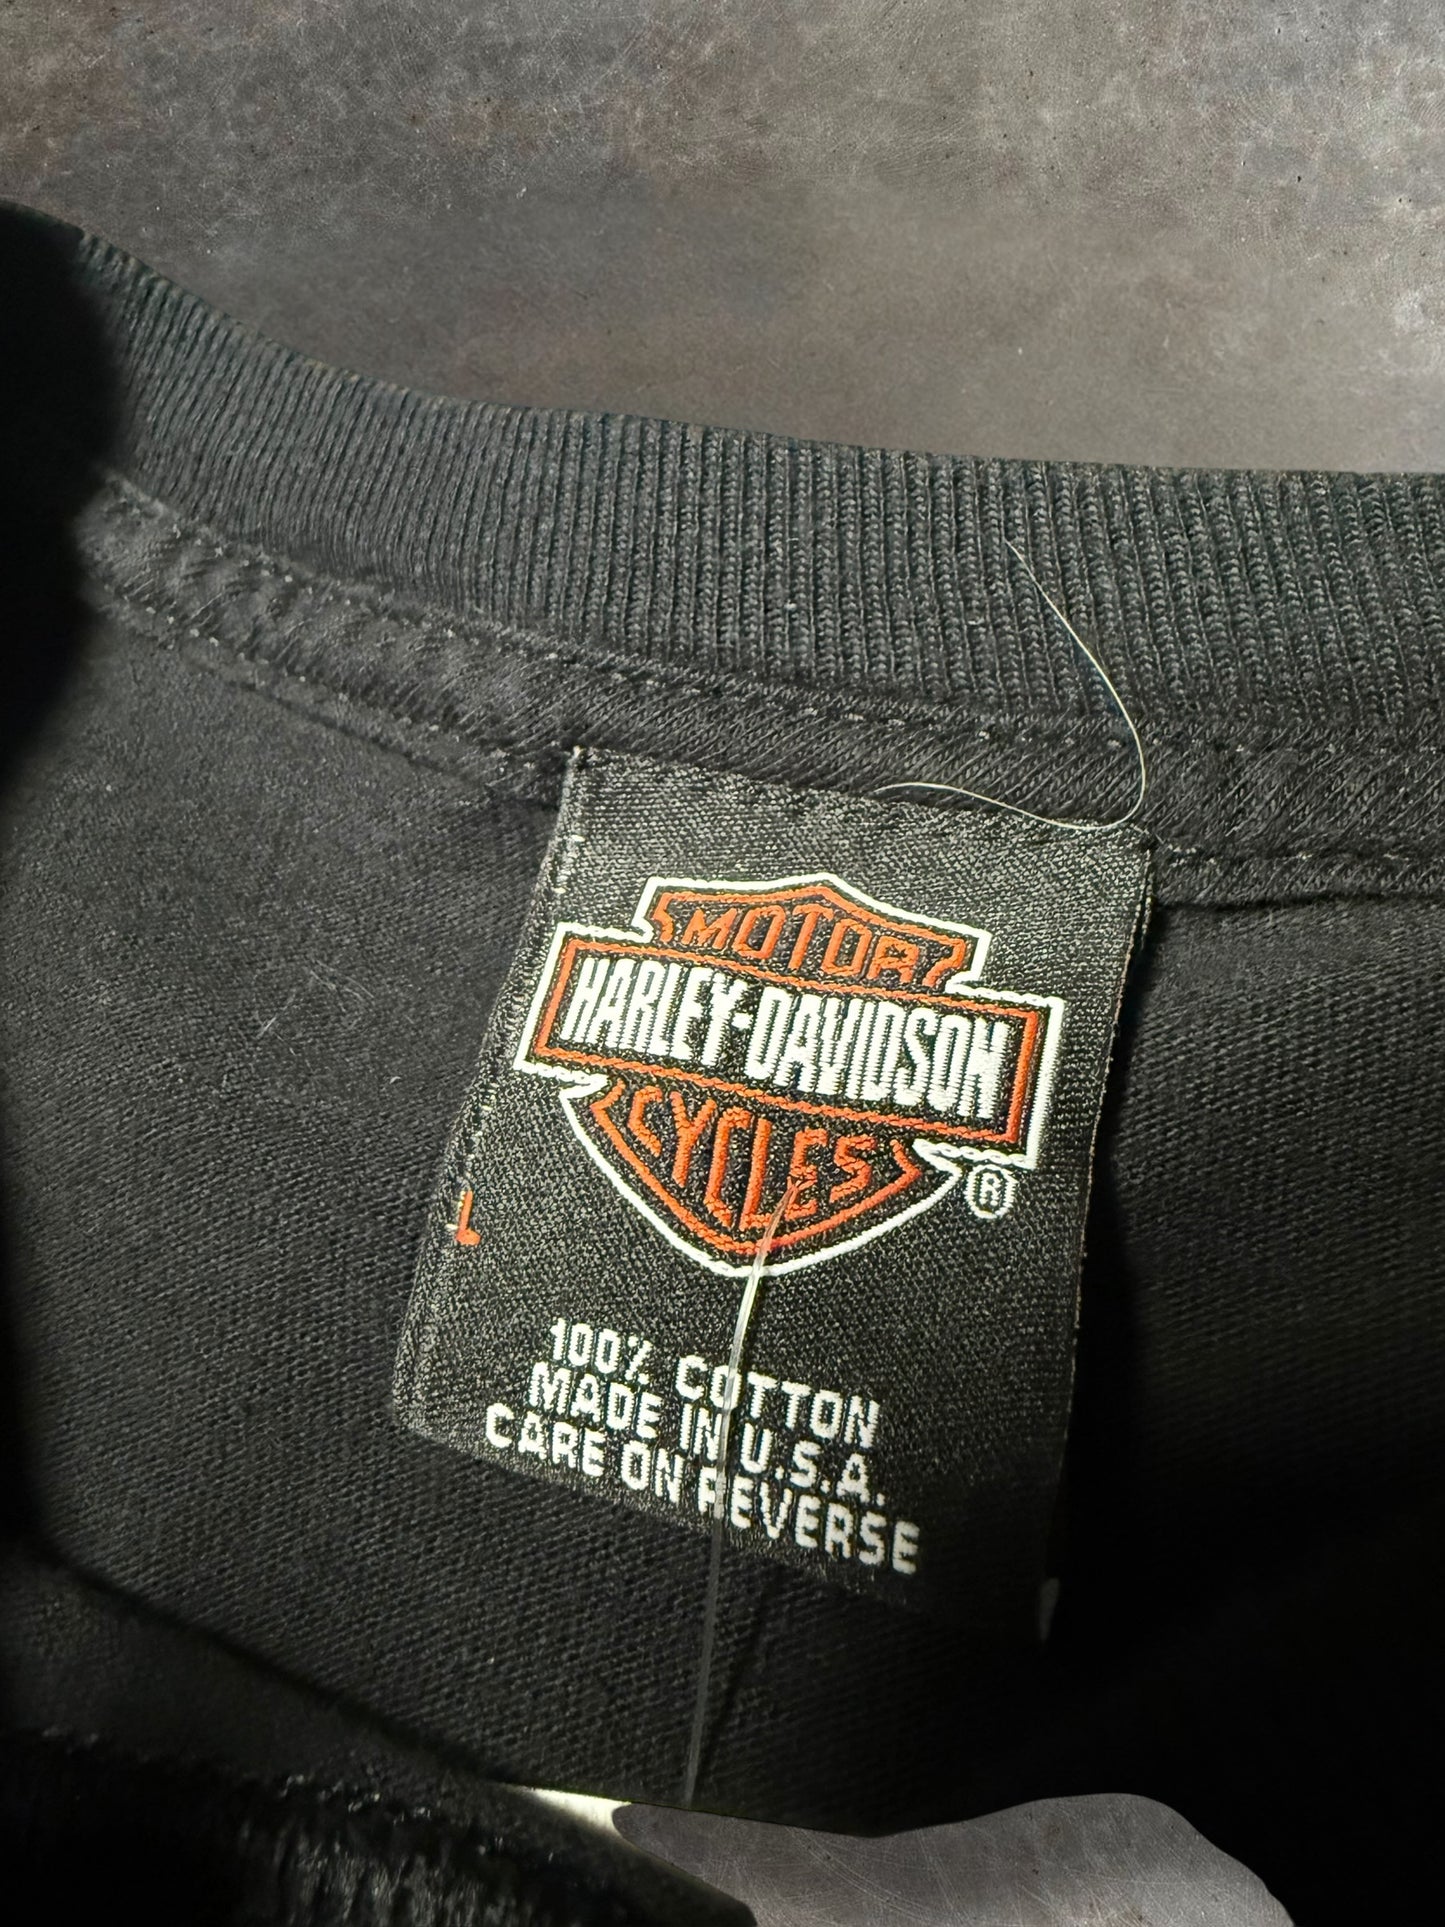 MOTOR
HARLEY-DAVIDSON
CYCLES
®
L
100% COTTON
MADE IN U.S.A.
CARE ON REVERSE